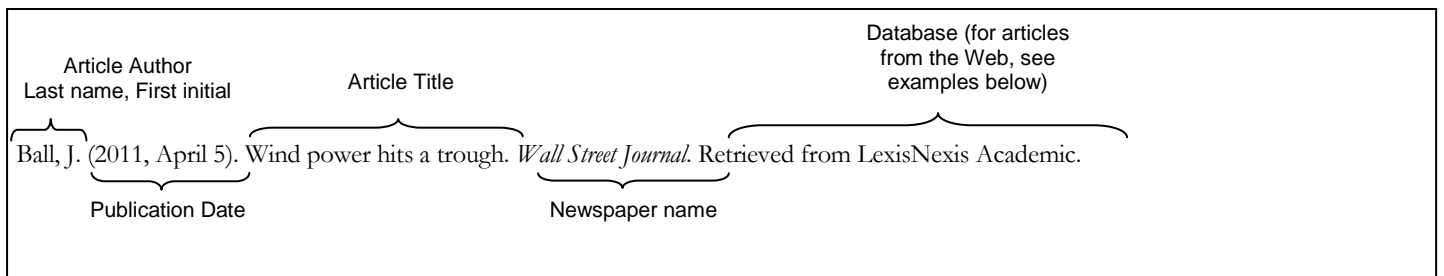 Database (for articles
from the Web, see
examples below)
Article Author
Last name, First initial
Article Title
Ball, J. (2011, April 5). Wind power hits a trough. Wall Street Journal. Retrieved from LexisNexis Academic.
Publication Date
Newspaper name